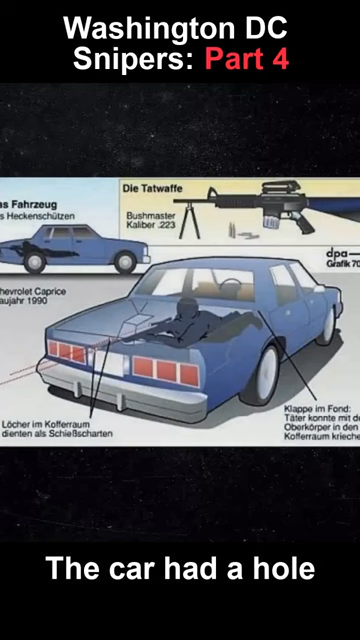 Washington DC
Snipers: Part 4
as Fahrzeug
s Heckenschützen
Die Tatwaffe
Bushmaster
Kaliber .223
dpa
Grafik 70
hevrolet Caprice
aujahr 1990
Löcher im Kofferraum
dienten als Schießscharten
Klappe im Fond:
Täter konnte mit de
Oberkörper in den
Kofferraum krieche
The car had a hole